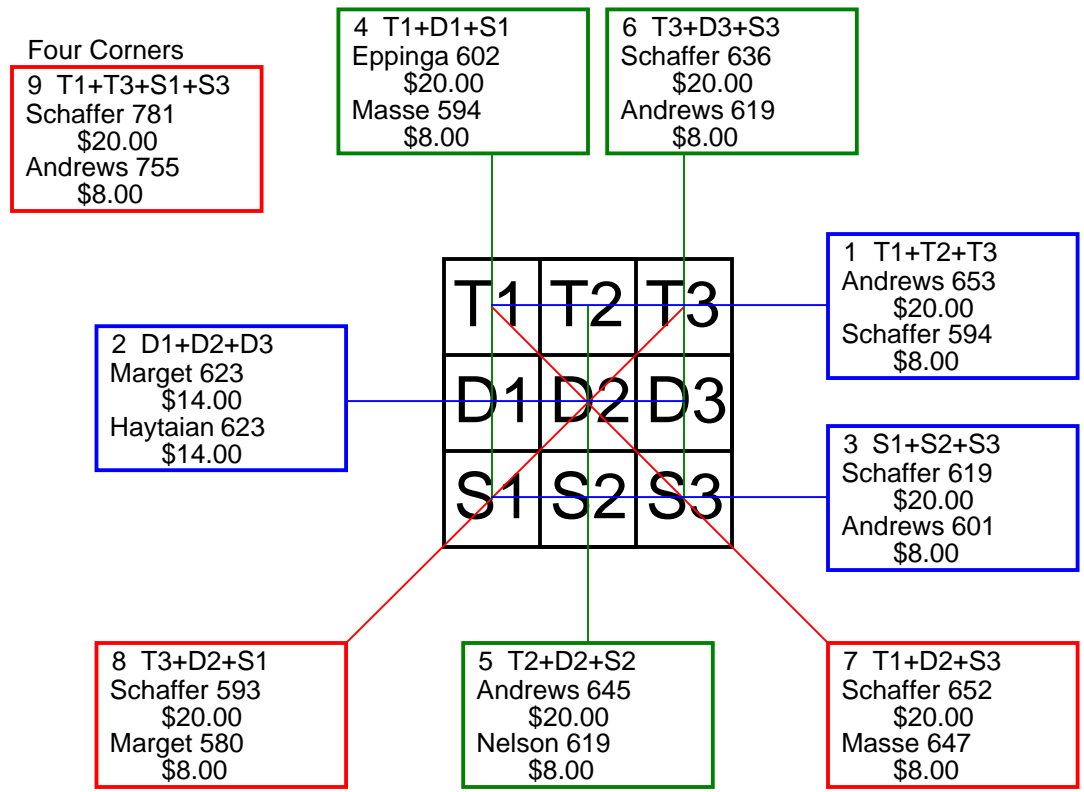 Four Corners
9 T1+T3+S1+S3
Schaffer 781
$20.00
Andrews 755
$8.00
4 T1+D1+S1
Eppinga 602
$20.00
Masse 594
$8.00
6 T3+D3+S3
Schaffer 636
$20.00
Andrews 619
$8.00
1 T1+T2+T3
Andrews 653
$20.00
Schaffer 594
$8.00
2 D1+D2+D3
Marget 623
$14.00
Haytaian 623
$14.00
T1 T2 T3
D1 D2 D3
S1 S2 S3
3 S1+S2+S3
Schaffer 619
$20.00
Andrews 601
$8.00
8 T3+D2+S1
Schaffer 593
$20.00
Marget 580
$8.00
5 T2+D2+S2
Andrews 645
$20.00
Nelson 619
$8.00
7 T1+D2+S3
Schaffer 652
$20.00
Masse 647
$8.00